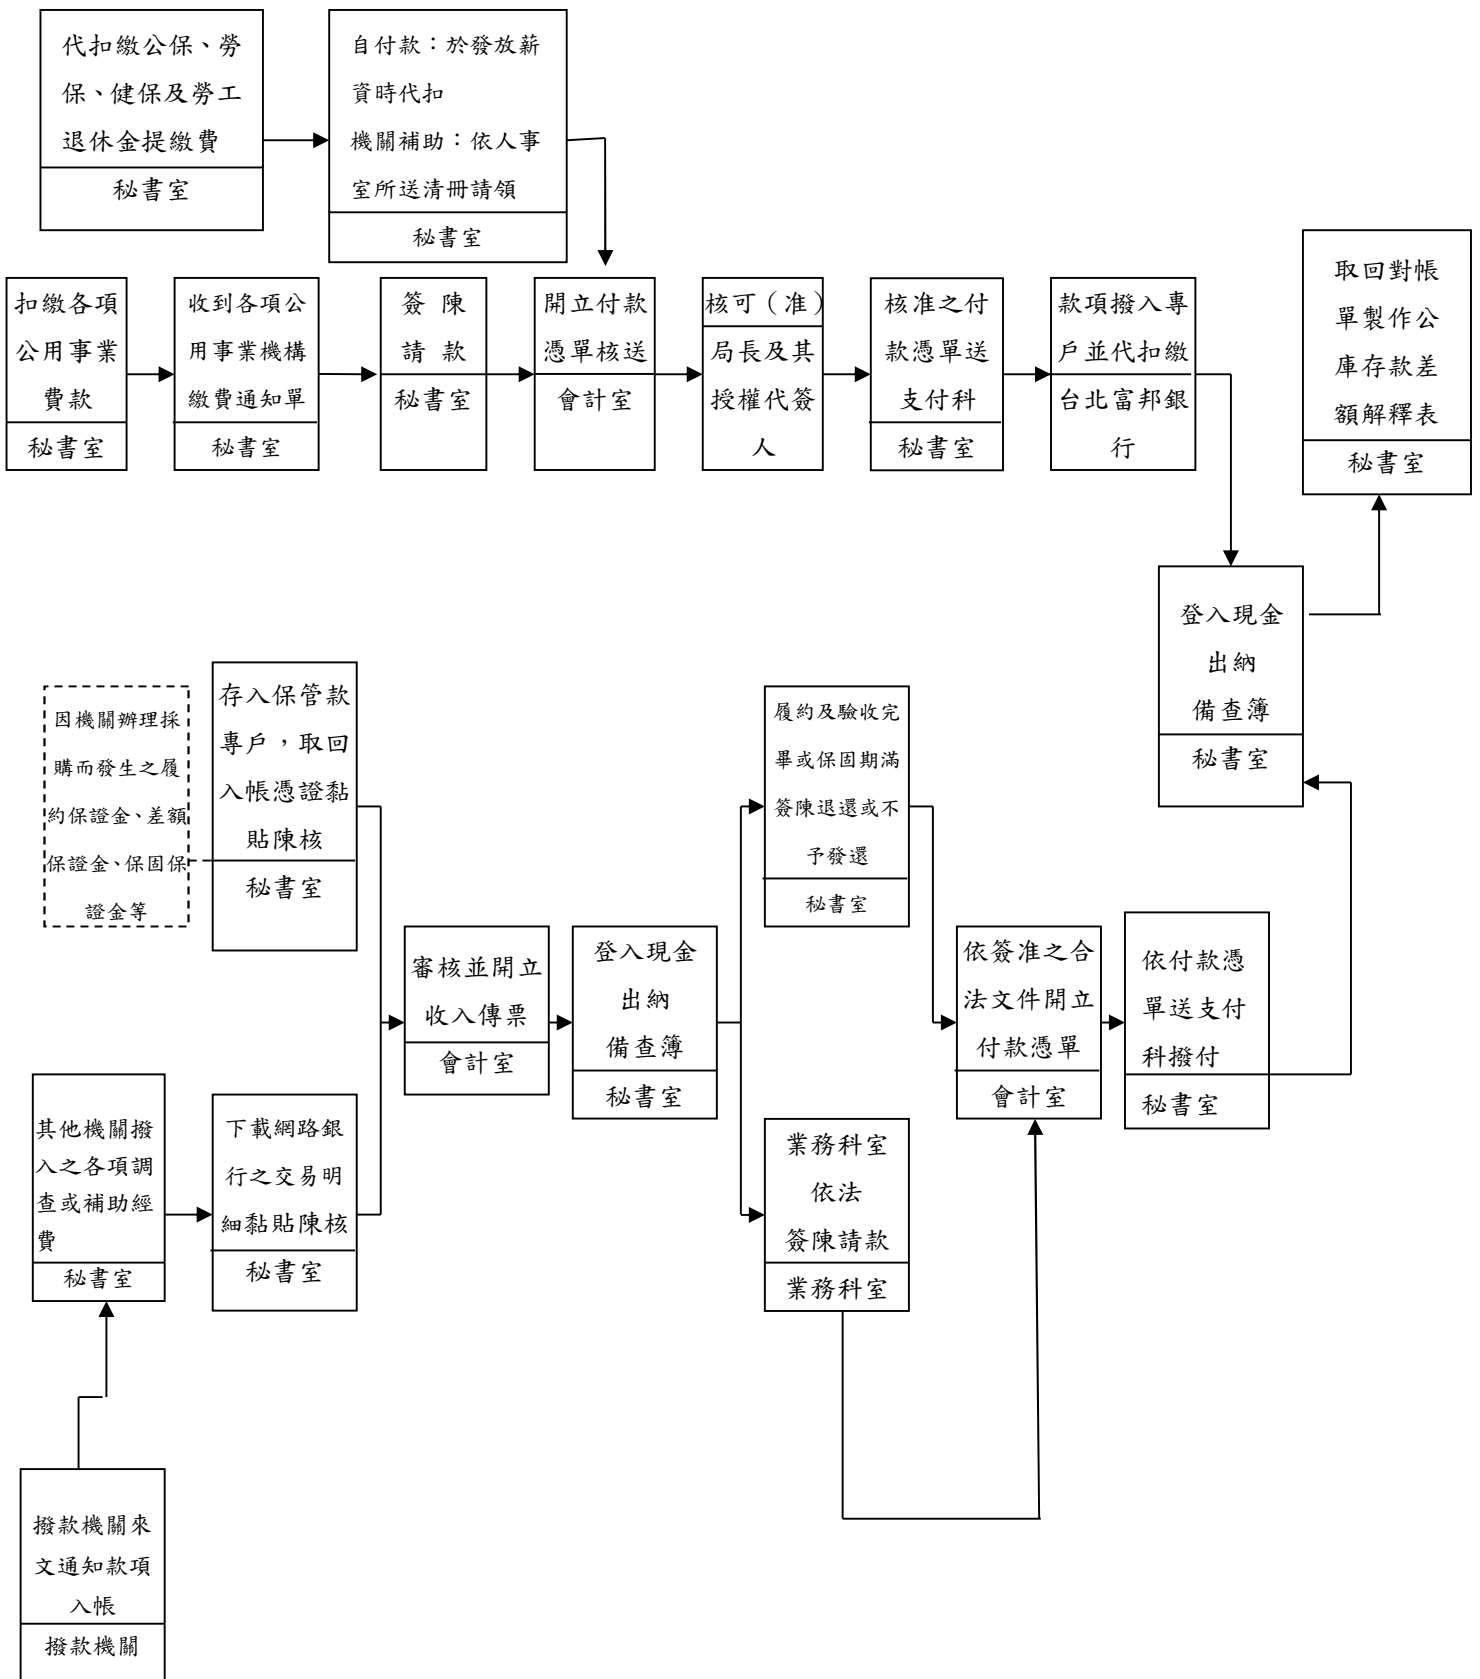 代扣繳公保、勞
保、健保及勞工
退休金提繳費
秘書室
自付款：於發放薪
資時代扣
機關補助：依人事
室所送清冊請領
秘書室
扣繳各項
公用事業
費款
秘書室
收到各項公
用事業機構
繳費通知單
秘書室
簽 陳
請 款
秘書室
開立付款
憑單核送
會計室
核可（准）
局長及其
授權代簽
人
核准之付
款憑單送
支付科
秘書室
款項撥入專
戶並代扣繳
台北富邦銀
行
取回對帳
單製作公
庫存款差
額解釋表
秘書室
登入現金
出納
備查簿
秘書室
因機關辦理採
購而發生之履
約保證金、差額
保證金、保固保
證金等
存入保管款
專戶，取回
入帳憑證黏
貼陳核
秘書室
審核並開立
收入傳票
會計室
登入現金
出納
備查簿
秘書室
履約及驗收完
畢或保固期滿
簽陳退還或不
予發還
秘書室
依簽准之合
法文件開立
付款憑單
會計室
依付款憑
單送支付
科撥付
秘書室
其他機關撥
入之各項調
查或補助經
費
秘書室
下載網路銀
行之交易明
細黏貼陳核
秘書室
業務科室
依法
簽陳請款
業務科室
撥款機關來
文通知款項
入帳
撥款機關